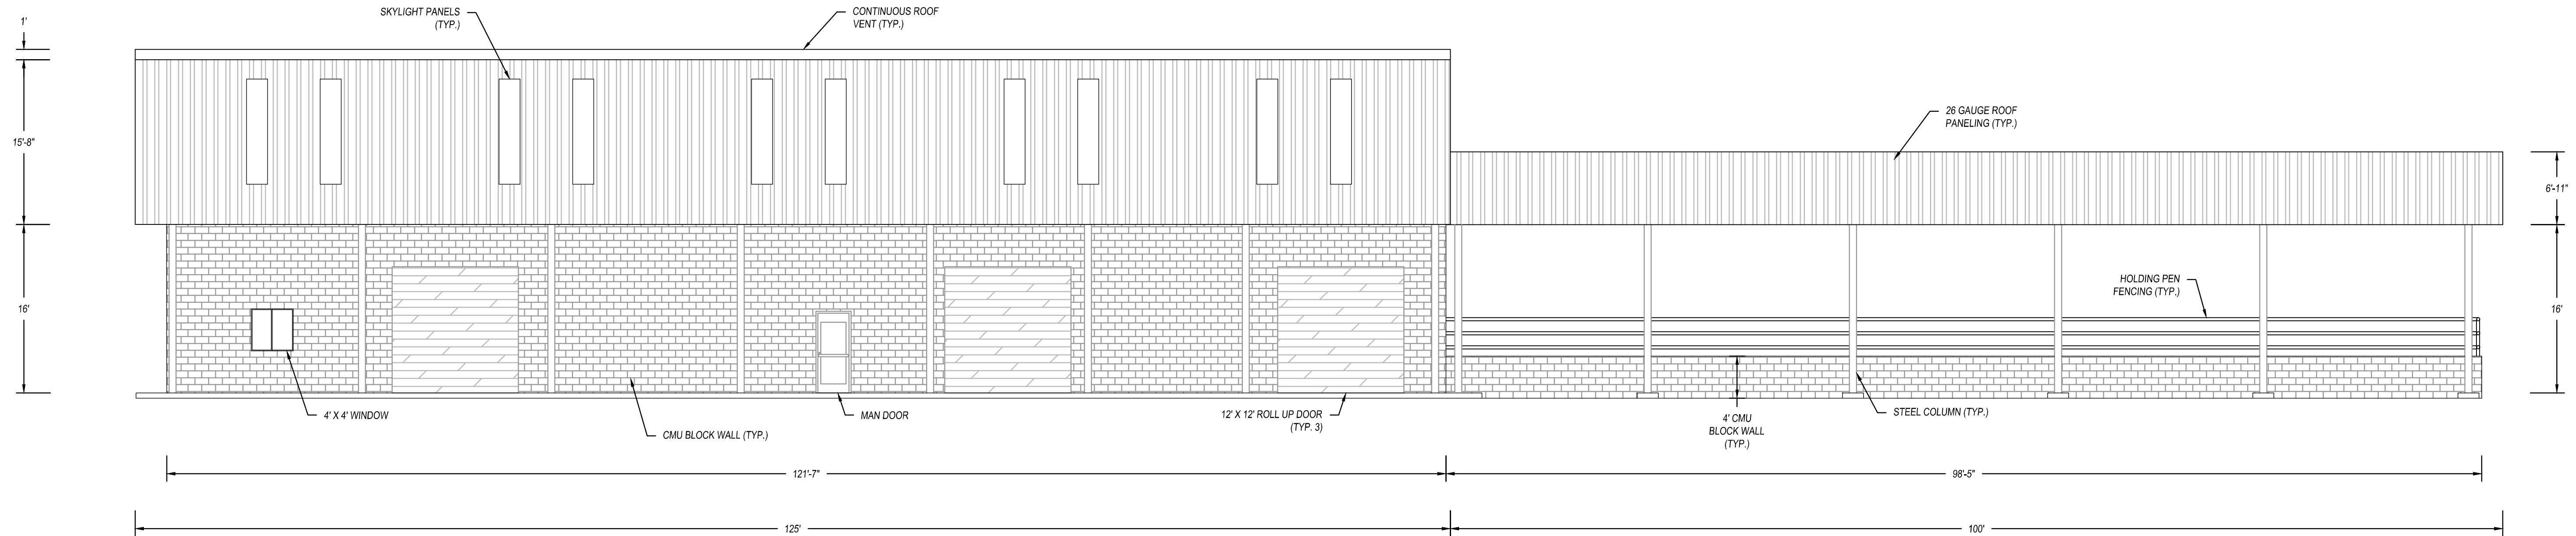 SKYLIGHT PANELS
(TYP.)
CONTINUOUS ROOF
VENT (TYP.)
1'
15'-8"
16'
26 GAUGE ROOF
PANELING (TYP.)
6'-11"
16'
HOLDING PEN
FENCING (TYP.)
4' X 4' WINDOW
CMU BLOCK WALL (TYP.)
MAN DOOR
12' X 12' ROLL UP DOOR
(TYP. 3)
4' CMU
BLOCK WALL
(TYP.)
STEEL COLUMN (TYP.)
121'-7"
98'-5"
125'
100'